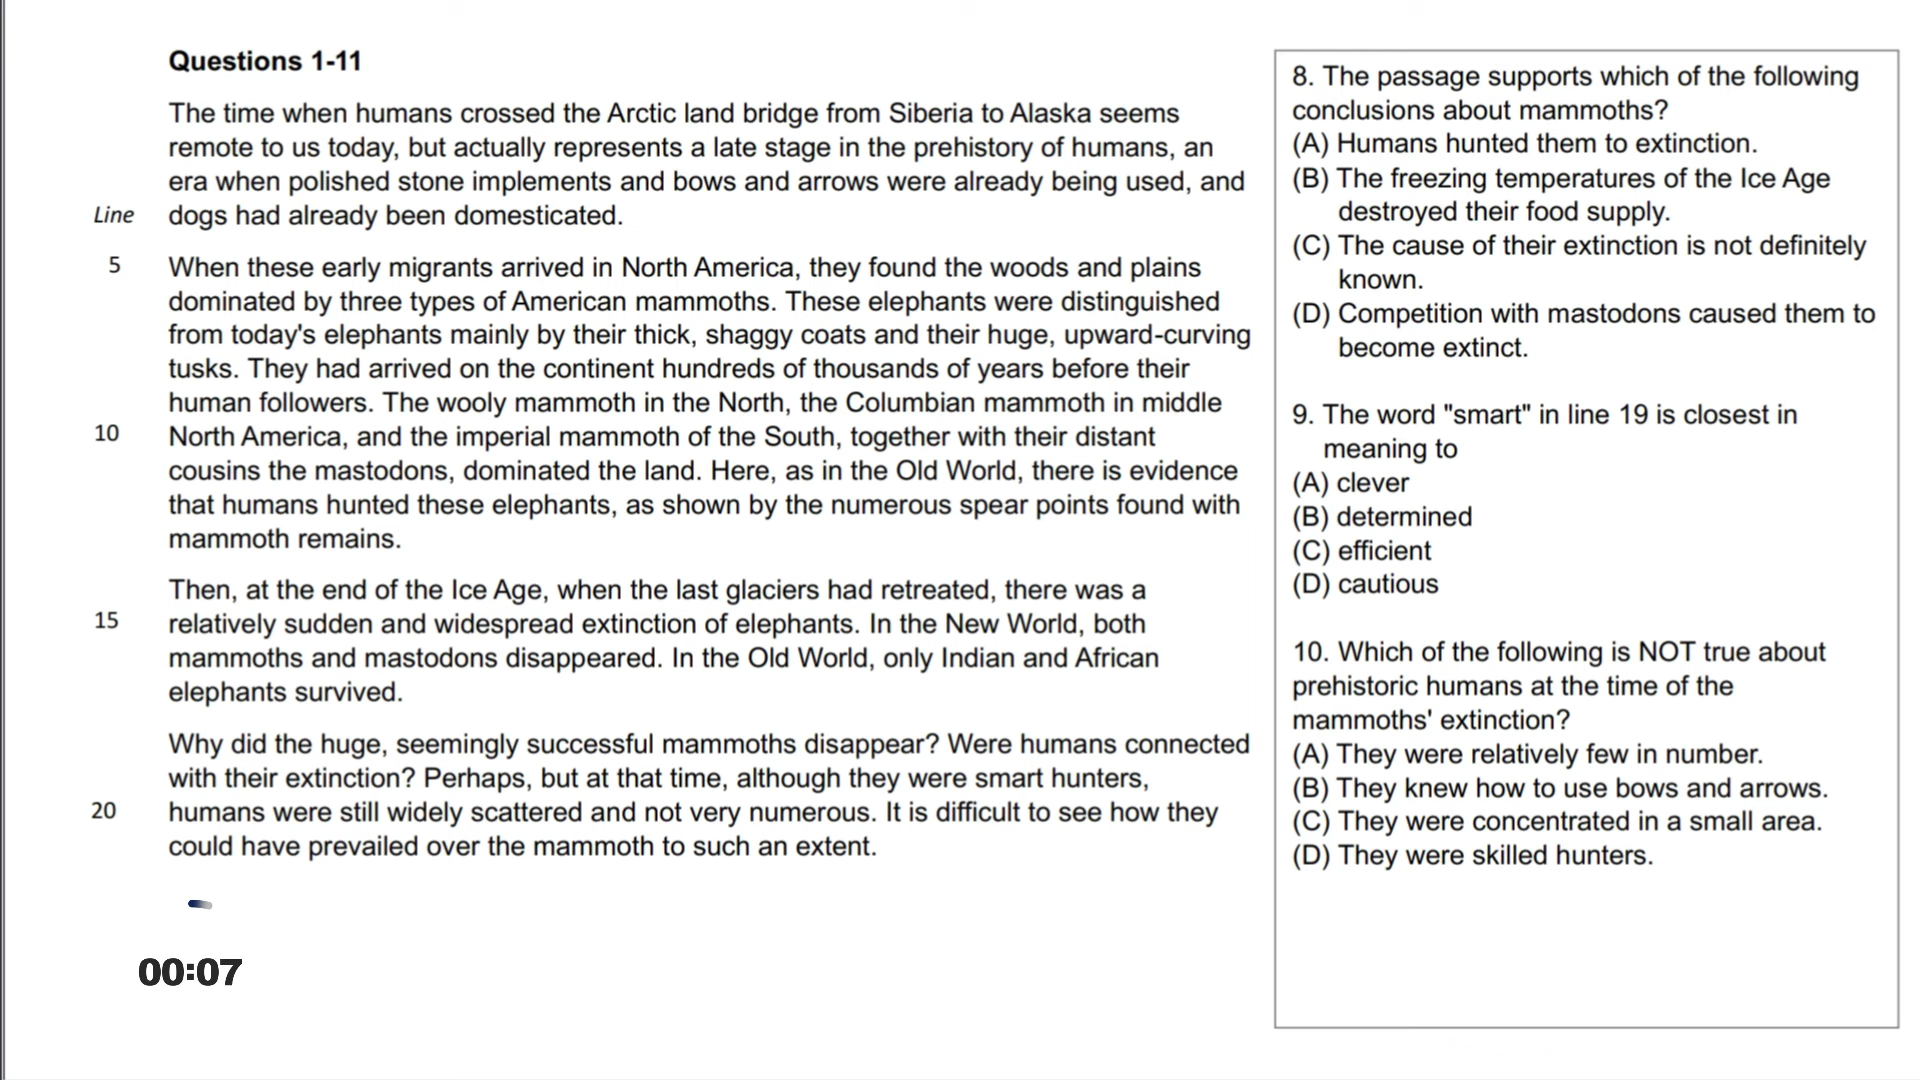 Questions 1-11
The time when humans crossed the Arctic land bridge from Siberia to Alaska seems
remote to us today, but actually represents a late stage in the prehistory of humans, an
era when polished stone implements and bows and arrows were already being used, and
Line dogs had already been domesticated.
5 When these early migrants arrived in North America, they found the woods and plains
dominated by three types of American mammoths. These elephants were distinguished
from today's elephants mainly by their thick, shaggy coats and their huge, upward-curving
tusks. They had arrived on the continent hundreds of thousands of years before their
human followers. The wooly mammoth in the North, the Columbian mammoth in middle
10 North America, and the imperial mammoth of the South, together with their distant
cousins the mastodons, dominated the land. Here, as in the Old World, there is evidence
that humans hunted these elephants, as shown by the numerous spear points found with
mammoth remains.
Then, at the end of the Ice Age, when the last glaciers had retreated, there was a
15 relatively sudden and widespread extinction of elephants. In the New World, both
mammoths and mastodons disappeared. In the Old World, only Indian and African
elephants survived.
Why did the huge, seemingly successful mammoths disappear? Were humans connected
with their extinction? Perhaps, but at that time, although they were smart hunters,
20 humans were still widely scattered and not very numerous. It is difficult to see how they
could have prevailed over the mammoth to such an extent.
00:07
8. The passage supports which of the following
conclusions about mammoths?
(A) Humans hunted them to extinction.
(B) The freezing temperatures of the Ice Age
destroyed their food supply.
(C) The cause of their extinction is not definitely
known.
(D) Competition with mastodons caused them to
become extinct.
9. The word "smart" in line 19 is closest in
meaning to
(A) clever
(B) determined
(C) efficient
(D) cautious
10. Which of the following is NOT true about
prehistoric humans at the time of the
mammoths' extinction?
(A) They were relatively few in number.
(B) They knew how to use bows and arrows.
(C) They were concentrated in a small area.
(D) They were skilled hunters.